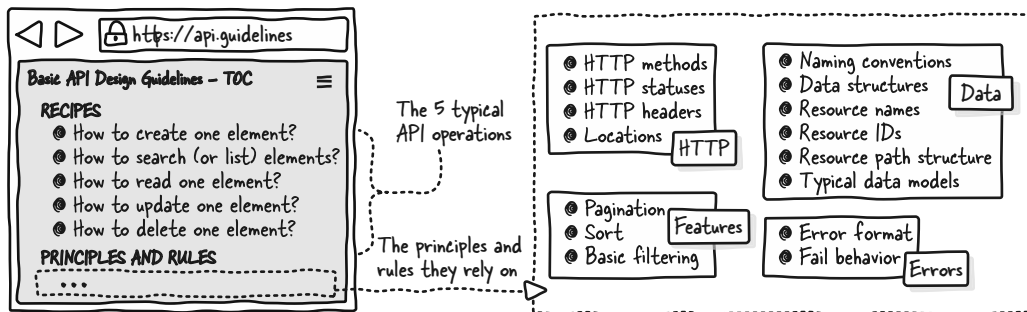 https://api.guidelines
Basic API Design Guidelines – TOC
RECIPES
How to create one element?
How to search (or list) elements?
How to read one element?
How to update one element?
How to delete one element?
PRINCIPLES AND RULES
...
The 5 typical
API operations
The principles and
rules they rely on
HTTP methods
HTTP statuses
HTTP headers
Locations
HTTP
Naming conventions
Data structures
Resource names
Resource IDs
Resource path structure
Typical data models
Data
Pagination
Sort
Basic filtering
Features
Error format
Fail behavior
Errors